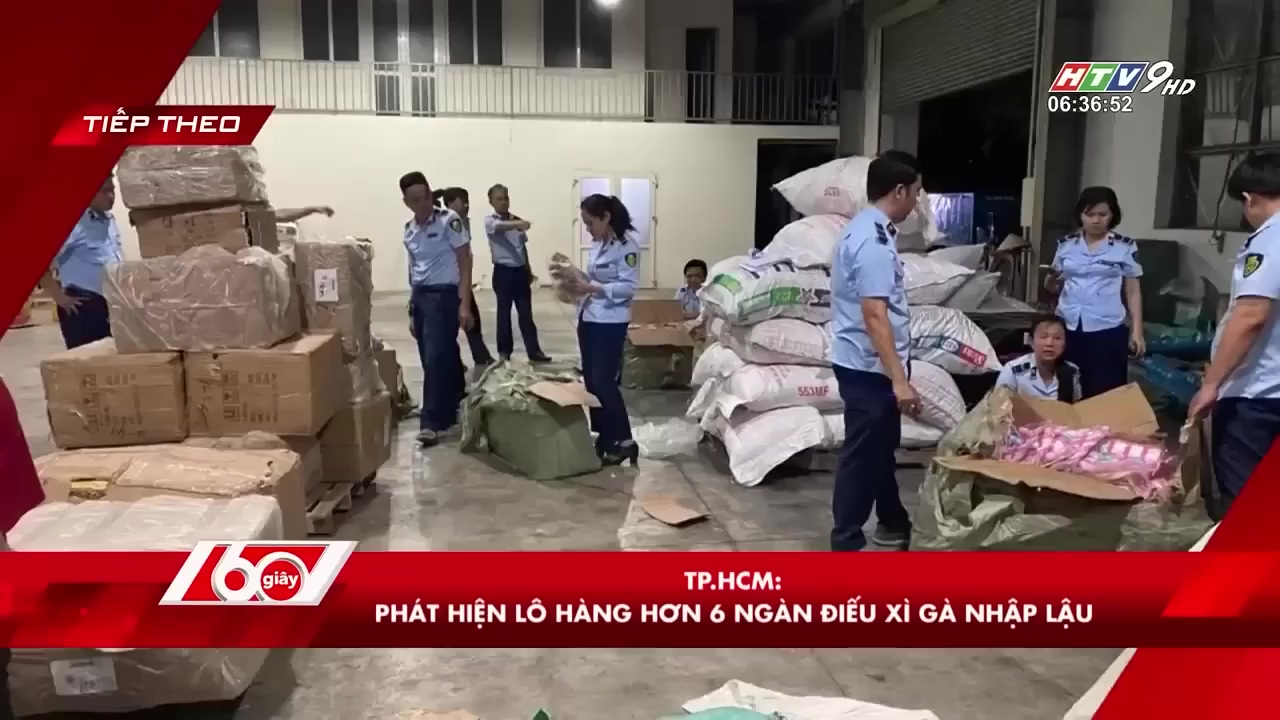 TIẾP THEO
HTV9HD
06:36:52
553MF
60 giây
TP.HCM:
PHÁT HIỆN LÔ HÀNG HƠN 6 NGÀN ĐIẾU XÌ GÀ NHẬP LẬU